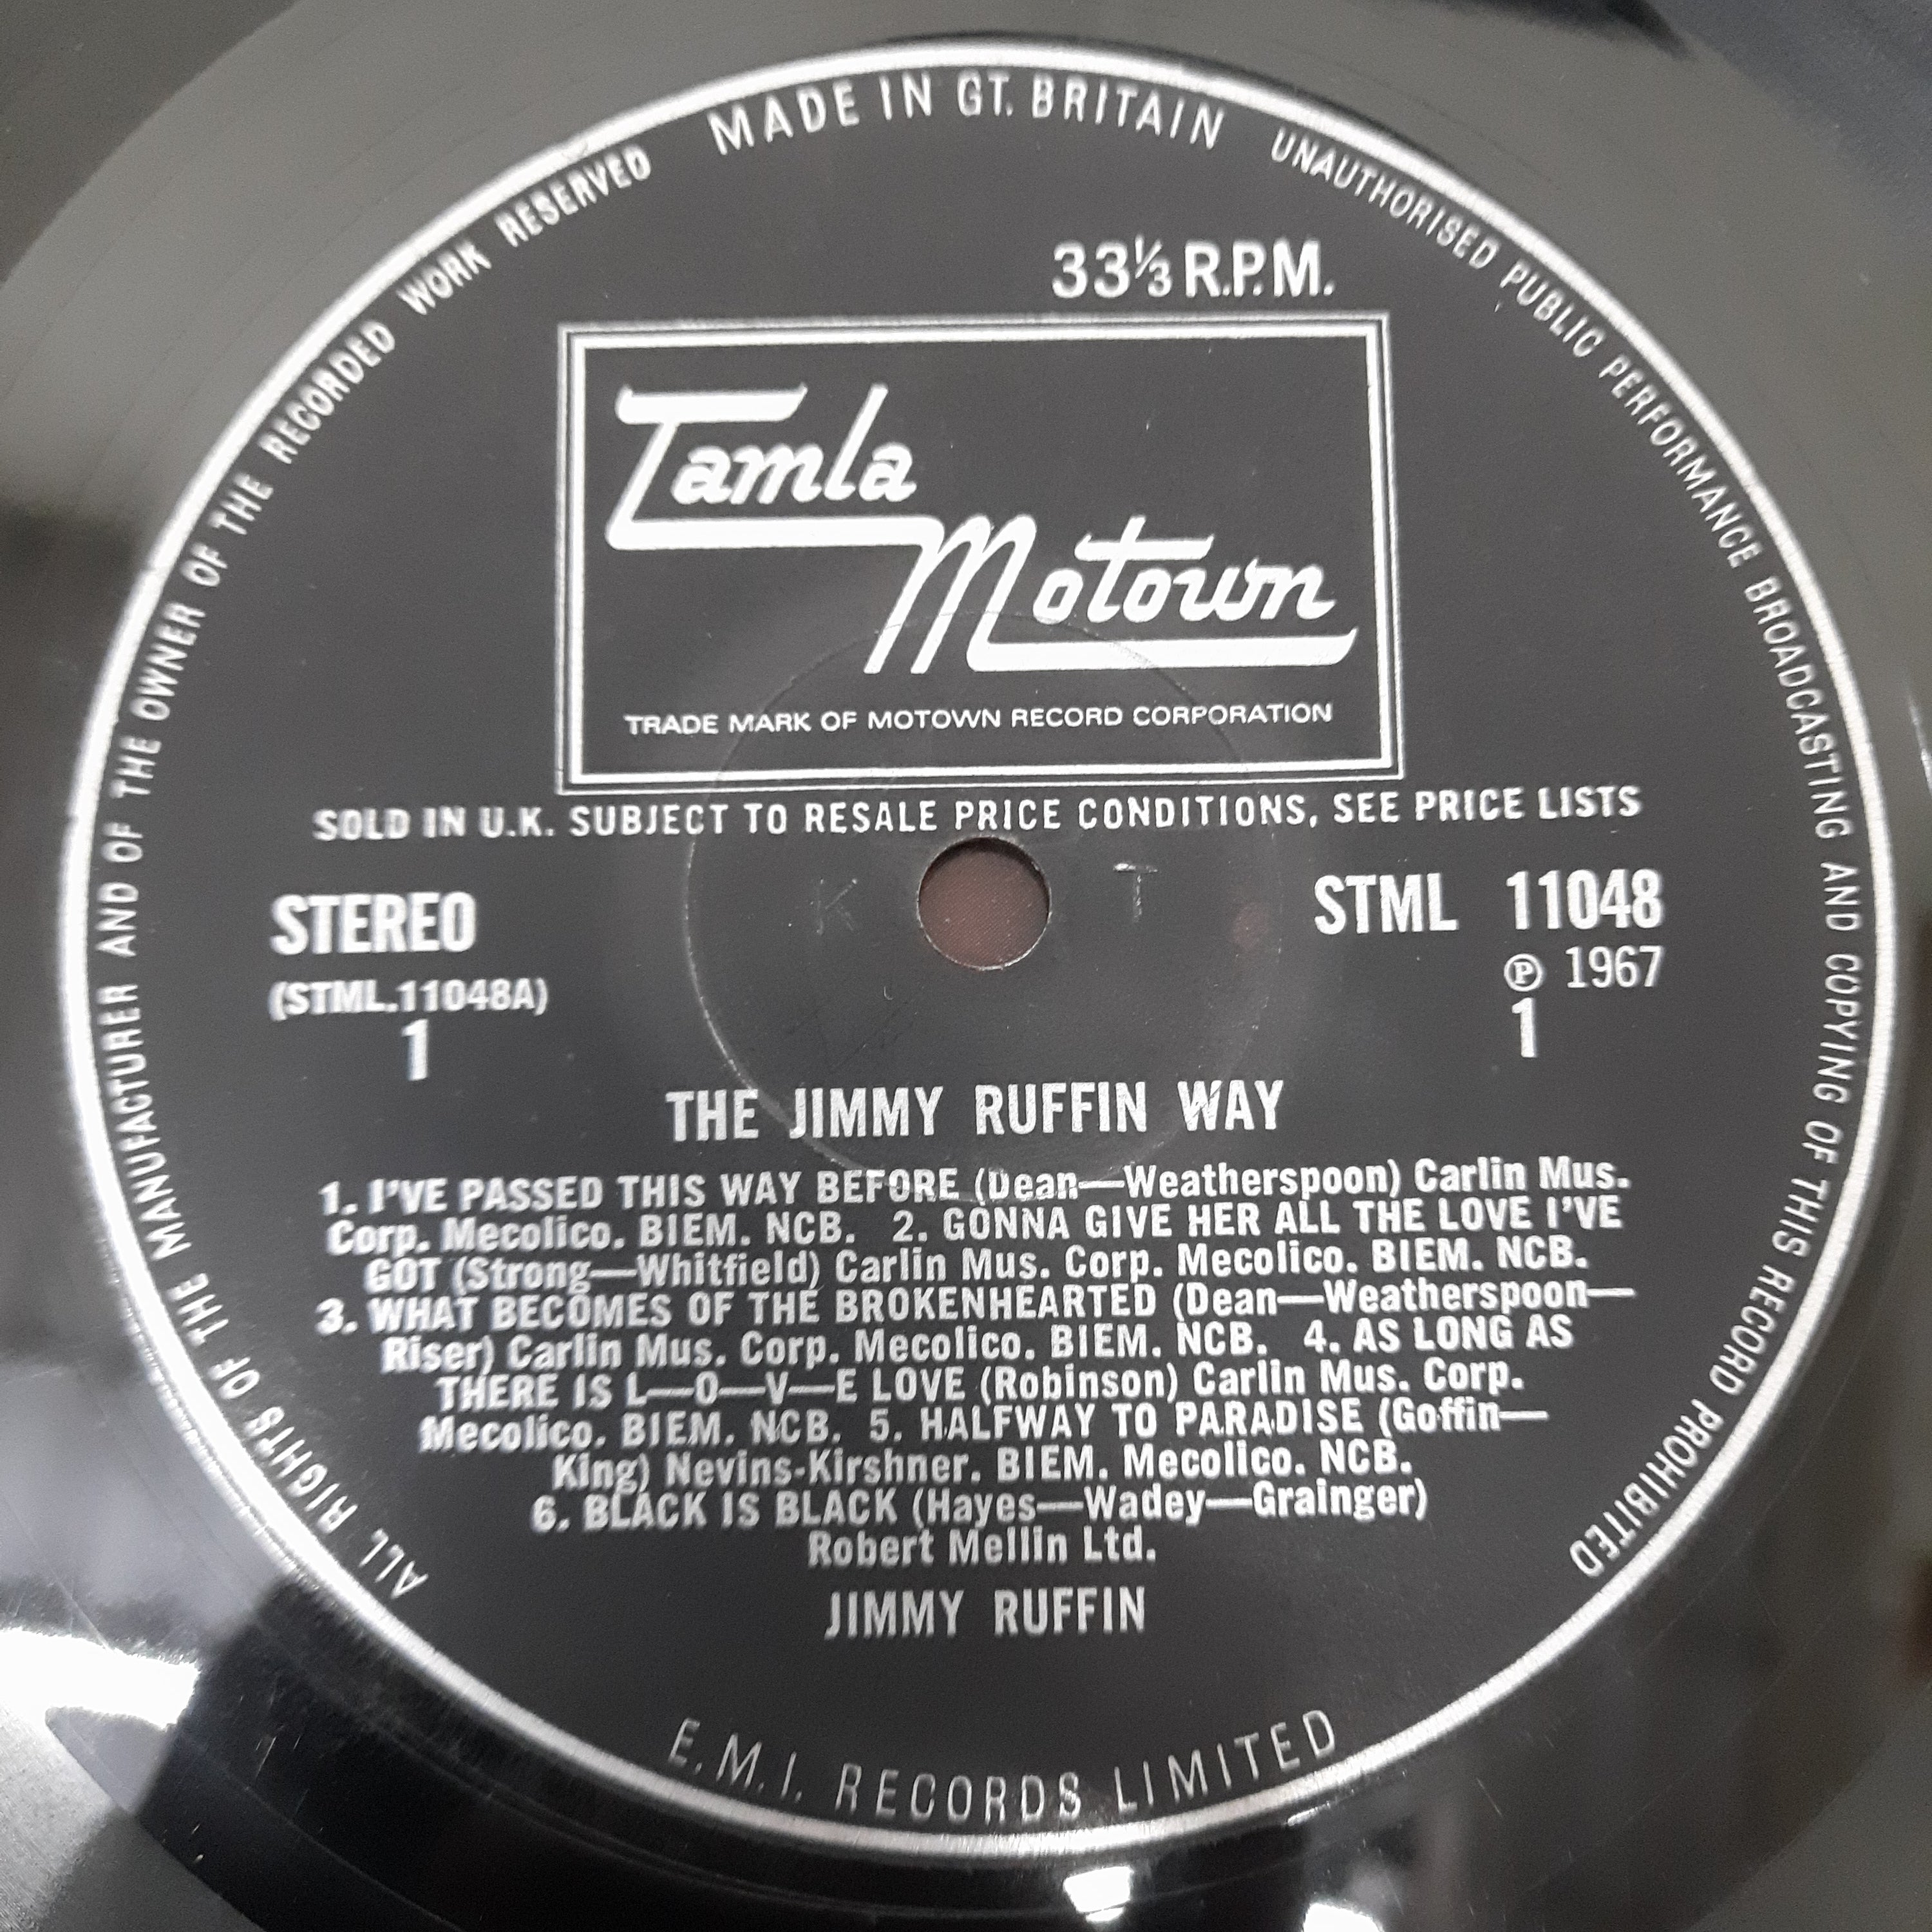 MADE IN GT. BRITAIN
UNAUTHORISED PUBLIC PERFORMANCE BROADCASTING AND COPYING OF THIS RECORD PROHIBITED
ALL RIGHTS OF THE MANUFACTURER AND OF THE OWNER OF THE RECORDED WORK RESERVED
33⅓ R.P.M.
Tamla
Motown
TRADE MARK OF MOTOWN RECORD CORPORATION
SOLD IN U.K. SUBJECT TO RESALE PRICE CONDITIONS, SEE PRICE LISTS
K T
STEREO STML 11048
(STML.11048A) ℗ 1967
1 1
THE JIMMY RUFFIN WAY
1. I'VE PASSED THIS WAY BEFORE (Dean—Weatherspoon) Carlin Mus.
Corp. Mecolico. BIEM. NCB. 2. GONNA GIVE HER ALL THE LOVE I'VE
GOT (Strong—Whitfield) Carlin Mus. Corp. Mecolico. BIEM. NCB.
3. WHAT BECOMES OF THE BROKENHEARTED (Dean—Weatherspoon—
Riser) Carlin Mus. Corp. Mecolico. BIEM. NCB. 4. AS LONG AS
THERE IS L—O—V—E LOVE (Robinson) Carlin Mus. Corp.
Mecolico. BIEM. NCB. 5. HALFWAY TO PARADISE (Goffin—
King) Nevins-Kirshner. BIEM. Mecolico. NCB.
6. BLACK IS BLACK (Hayes—Wadey—Grainger)
Robert Mellin Ltd.
JIMMY RUFFIN
E.M.I. RECORDS LIMITED